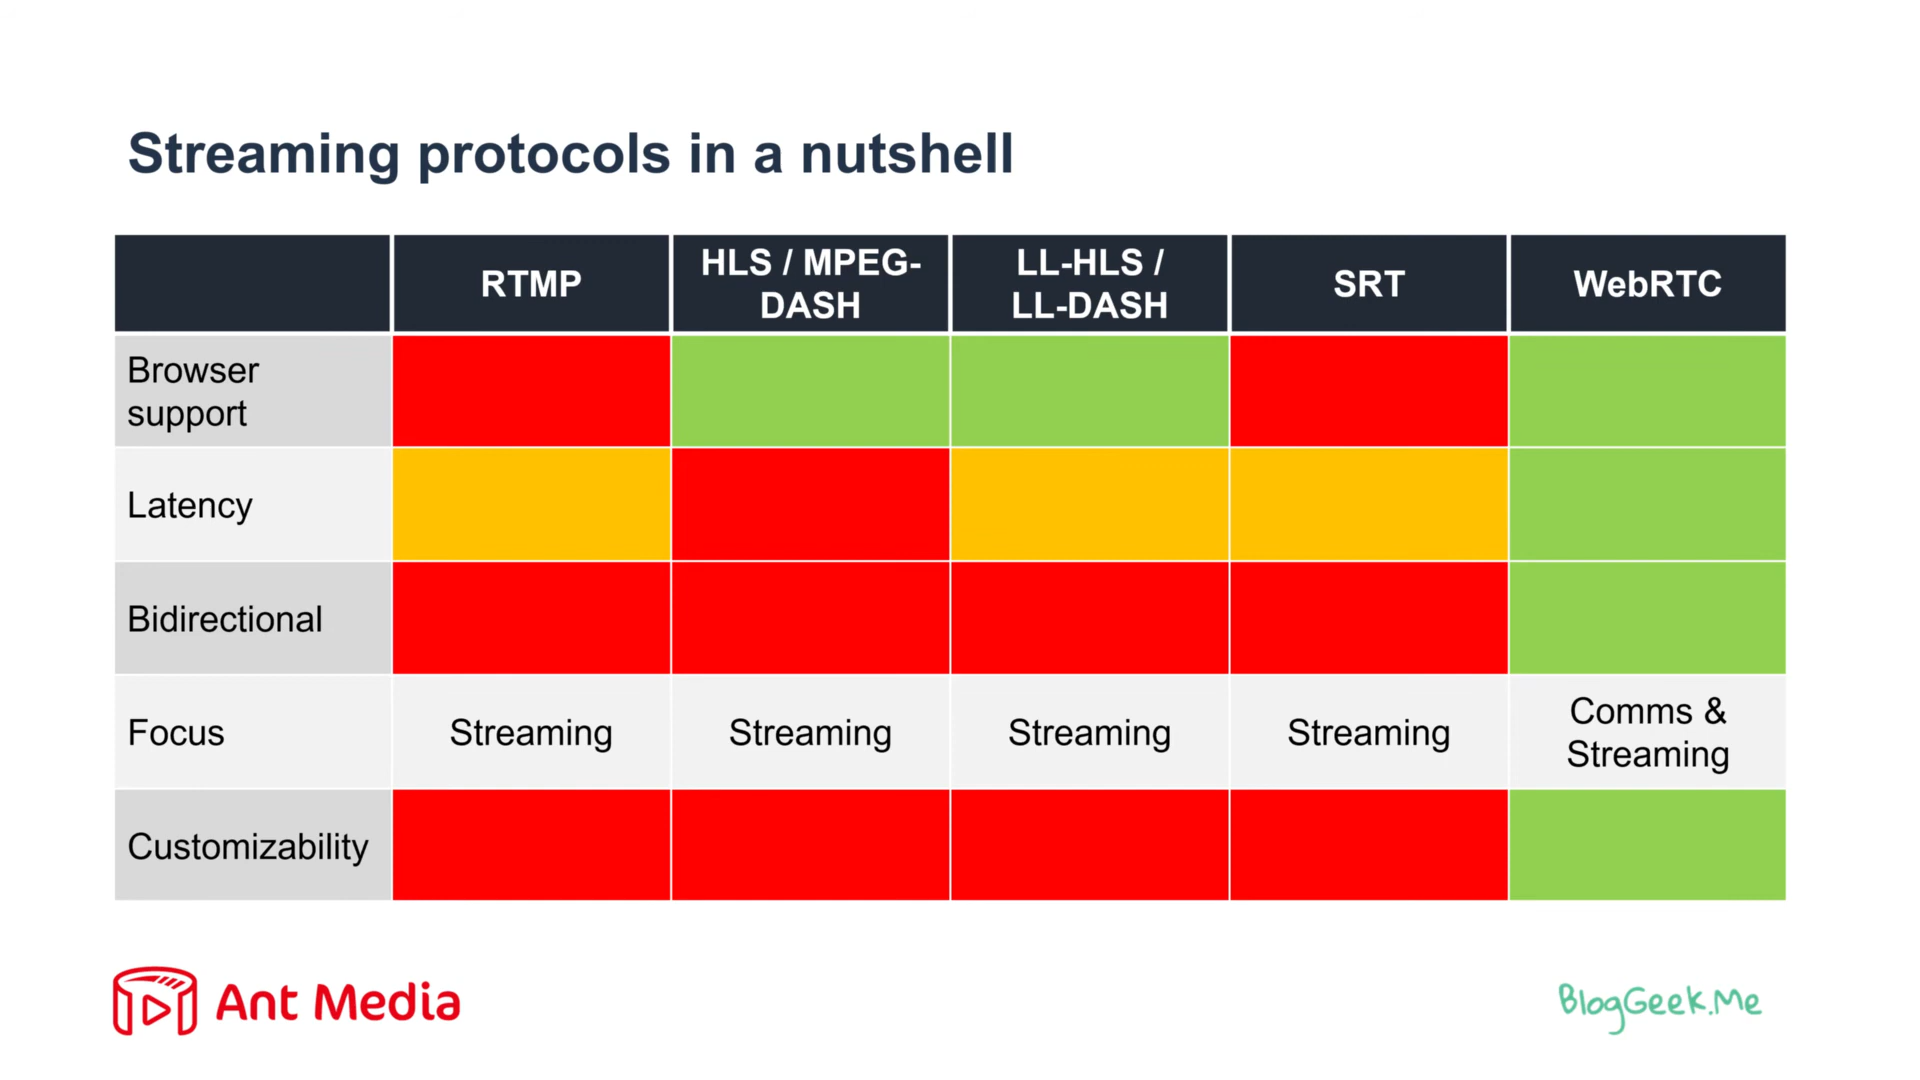 Streaming protocols in a nutshell
RTMP
HLS / MPEG-
DASH
LL-HLS /
LL-DASH
SRT
WebRTC
Browser
support
Latency
Bidirectional
Focus
Streaming
Streaming
Streaming
Streaming
Comms &
Streaming
Customizability
Ant Media
BlogGeek.Me